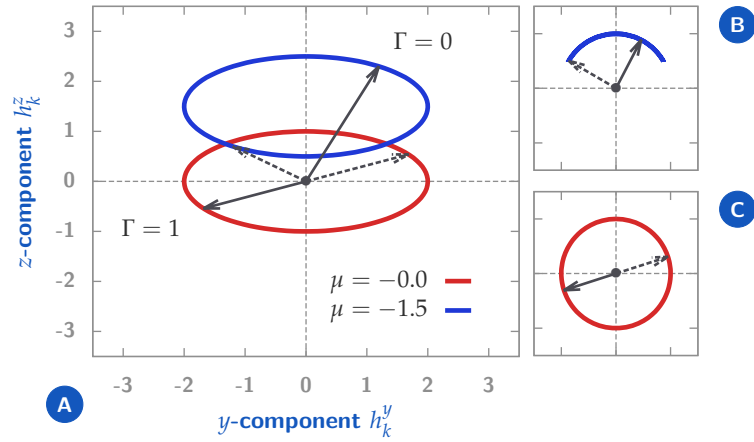 3
2
1
0
-1
-2
-3
z-component h_k^z
Γ = 0
Γ = 1
μ = −0.0
μ = −1.5
-3 -2 -1 0 1 2 3
y-component h_k^y
A
B
C